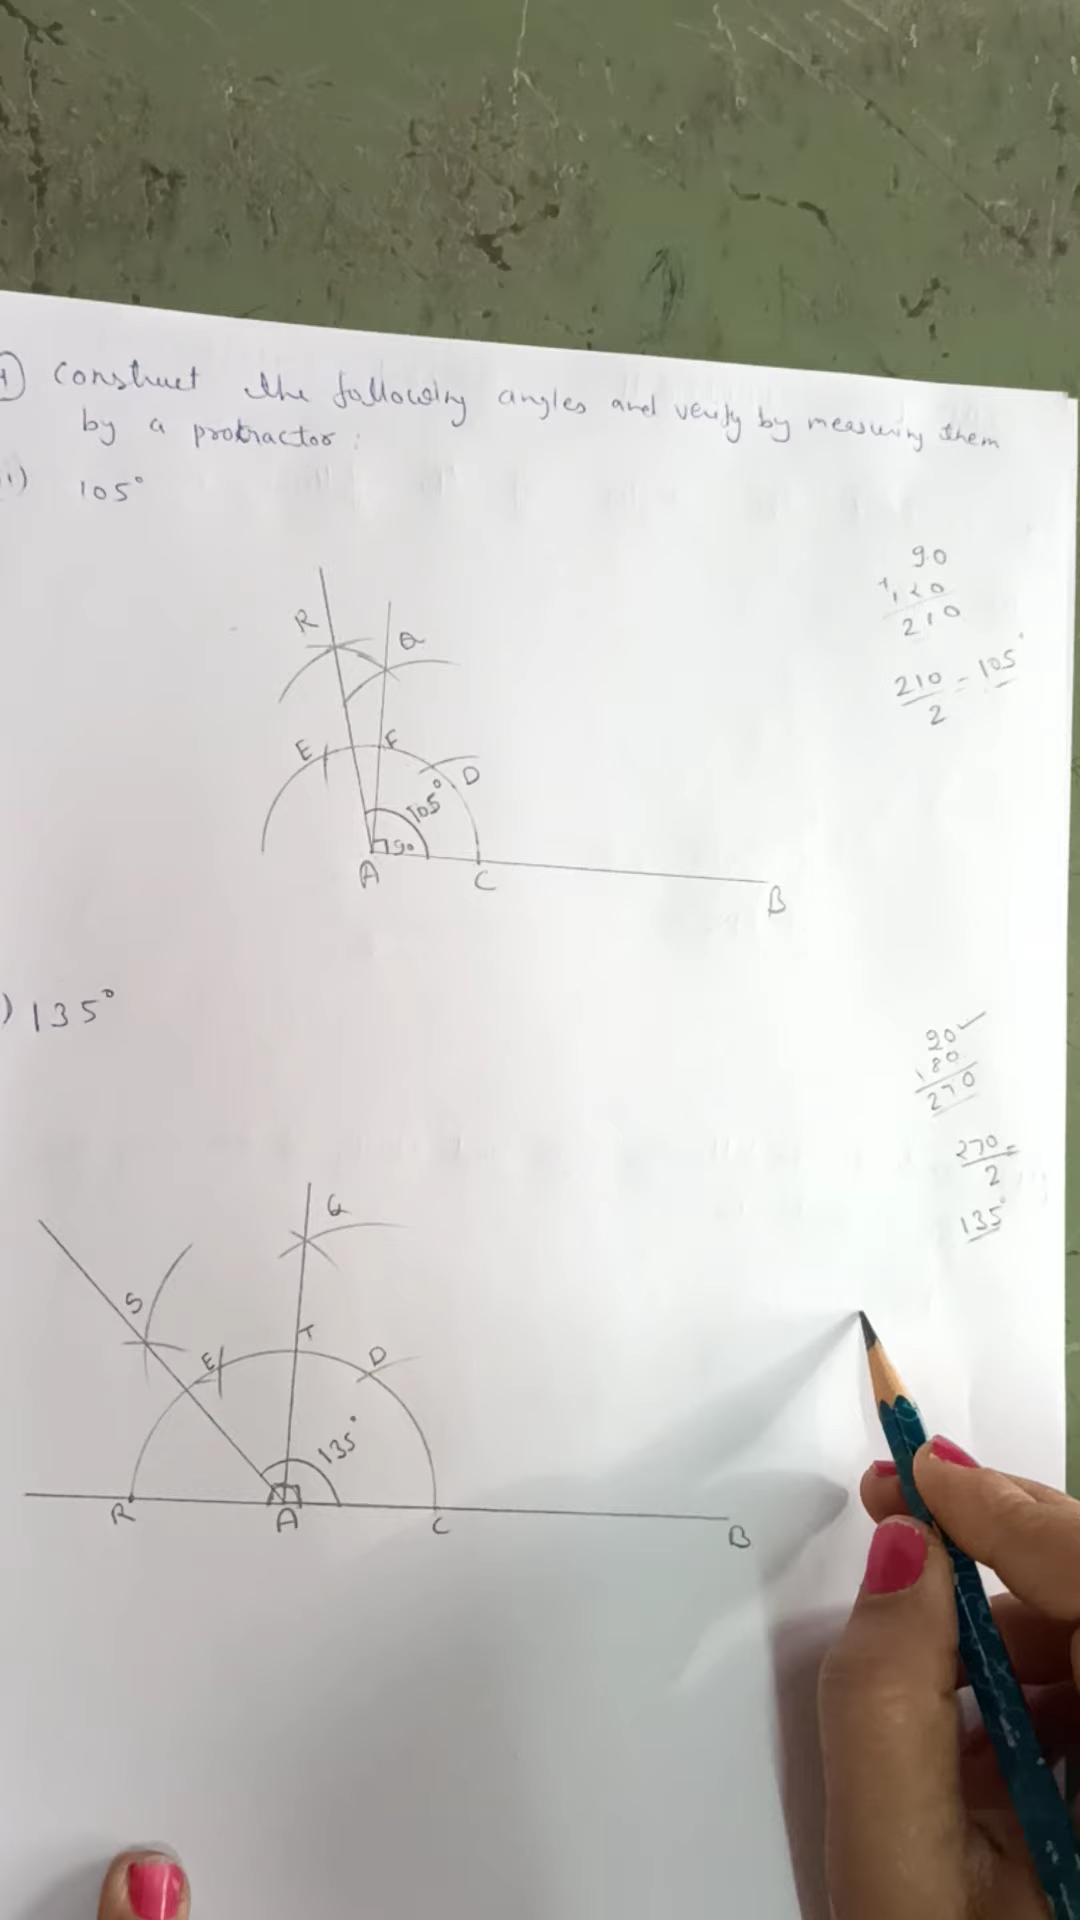 Construct the following angles and verify by measuring them
by a protractor :
105°
90
+120
210
210/2 = 105°
R
Q
E
F
D
105°
90
A
C
B
) 135°
90
180
270
270/2 =
135°
Q
S
T
E
D
135°
R
A
C
B